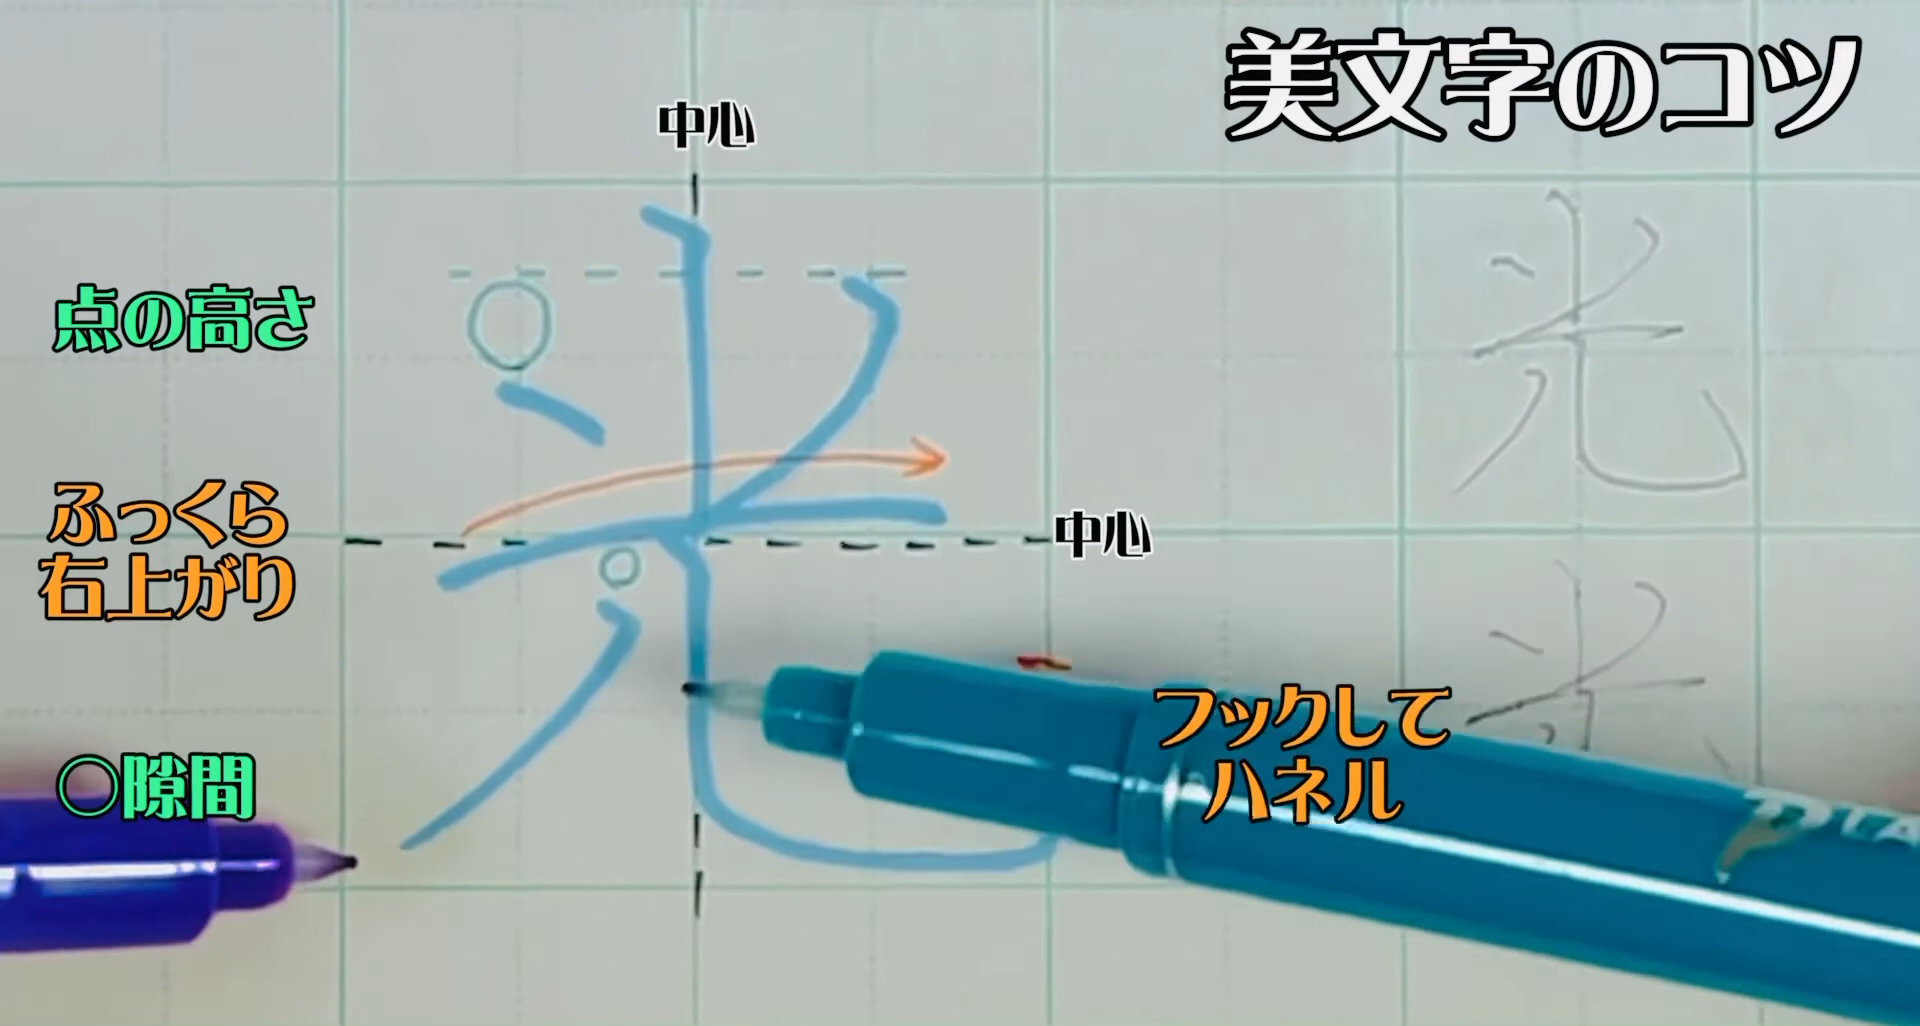 美文字のコツ
中心
点の高さ
ふっくら
右上がり
中心
○隙間
フックして
ハネル
光
光